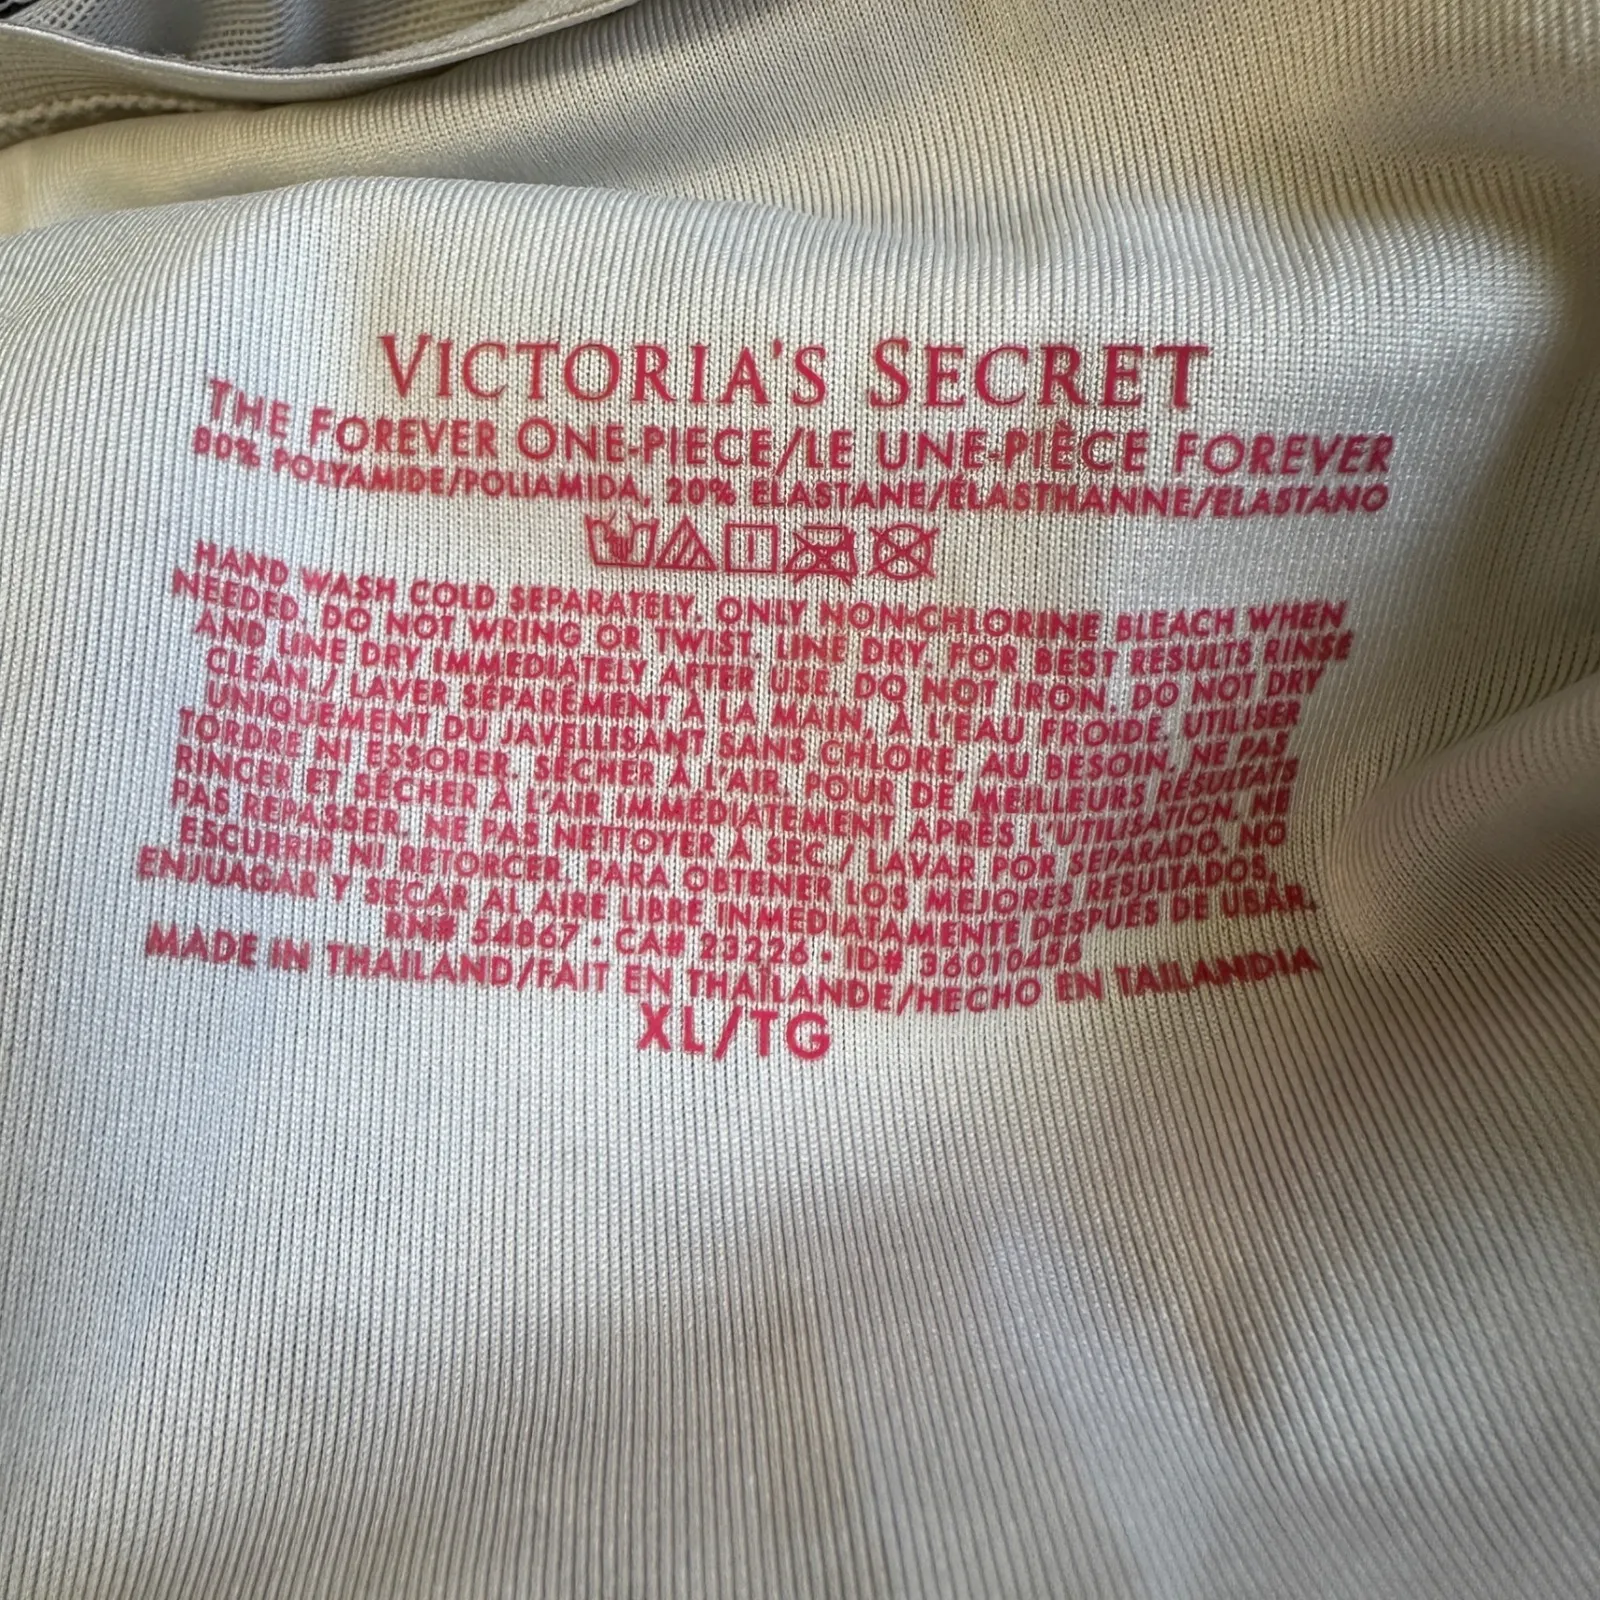 VICTORIA'S SECRET
THE FOREVER ONE-PIECE/LE UNE-PIÈCE FOREVER
80% POLYAMIDE/POLIAMIDA, 20% ELASTANE/ÉLASTHANNE/ELASTANO
HAND WASH COLD SEPARATELY. ONLY NON-CHLORINE BLEACH WHEN
NEEDED. DO NOT WRING OR TWIST. LINE DRY. FOR BEST RESULTS RINSE
AND LINE DRY IMMEDIATELY AFTER USE. DO NOT IRON. DO NOT DRY
CLEAN. / LAVER SÉPARÉMENT À LA MAIN, À L'EAU FROIDE. UTILISER
UNIQUEMENT DU JAVELLISANT SANS CHLORE, AU BESOIN. NE PAS
TORDRE NI ESSORER. SÉCHER À L'AIR. POUR DE MEILLEURS RÉSULTATS
RINCER ET SÉCHER À L'AIR IMMÉDIATEMENT APRÈS L'UTILISATION. NE
PAS REPASSER. NE PAS NETTOYER À SEC. / LAVAR POR SEPARADO. NO
ESCURRIR NI RETORCER. PARA OBTENER LOS MEJORES RESULTADOS
ENJUAGAR Y SECAR AL AIRE LIBRE INMEDIATAMENTE DESPUÉS DE USAR.
RN# 54867 • CA# 23226 • ID# 36010456
MADE IN THAILAND/FAIT EN THAÏLANDE/HECHO EN TAILANDIA
XL/TG